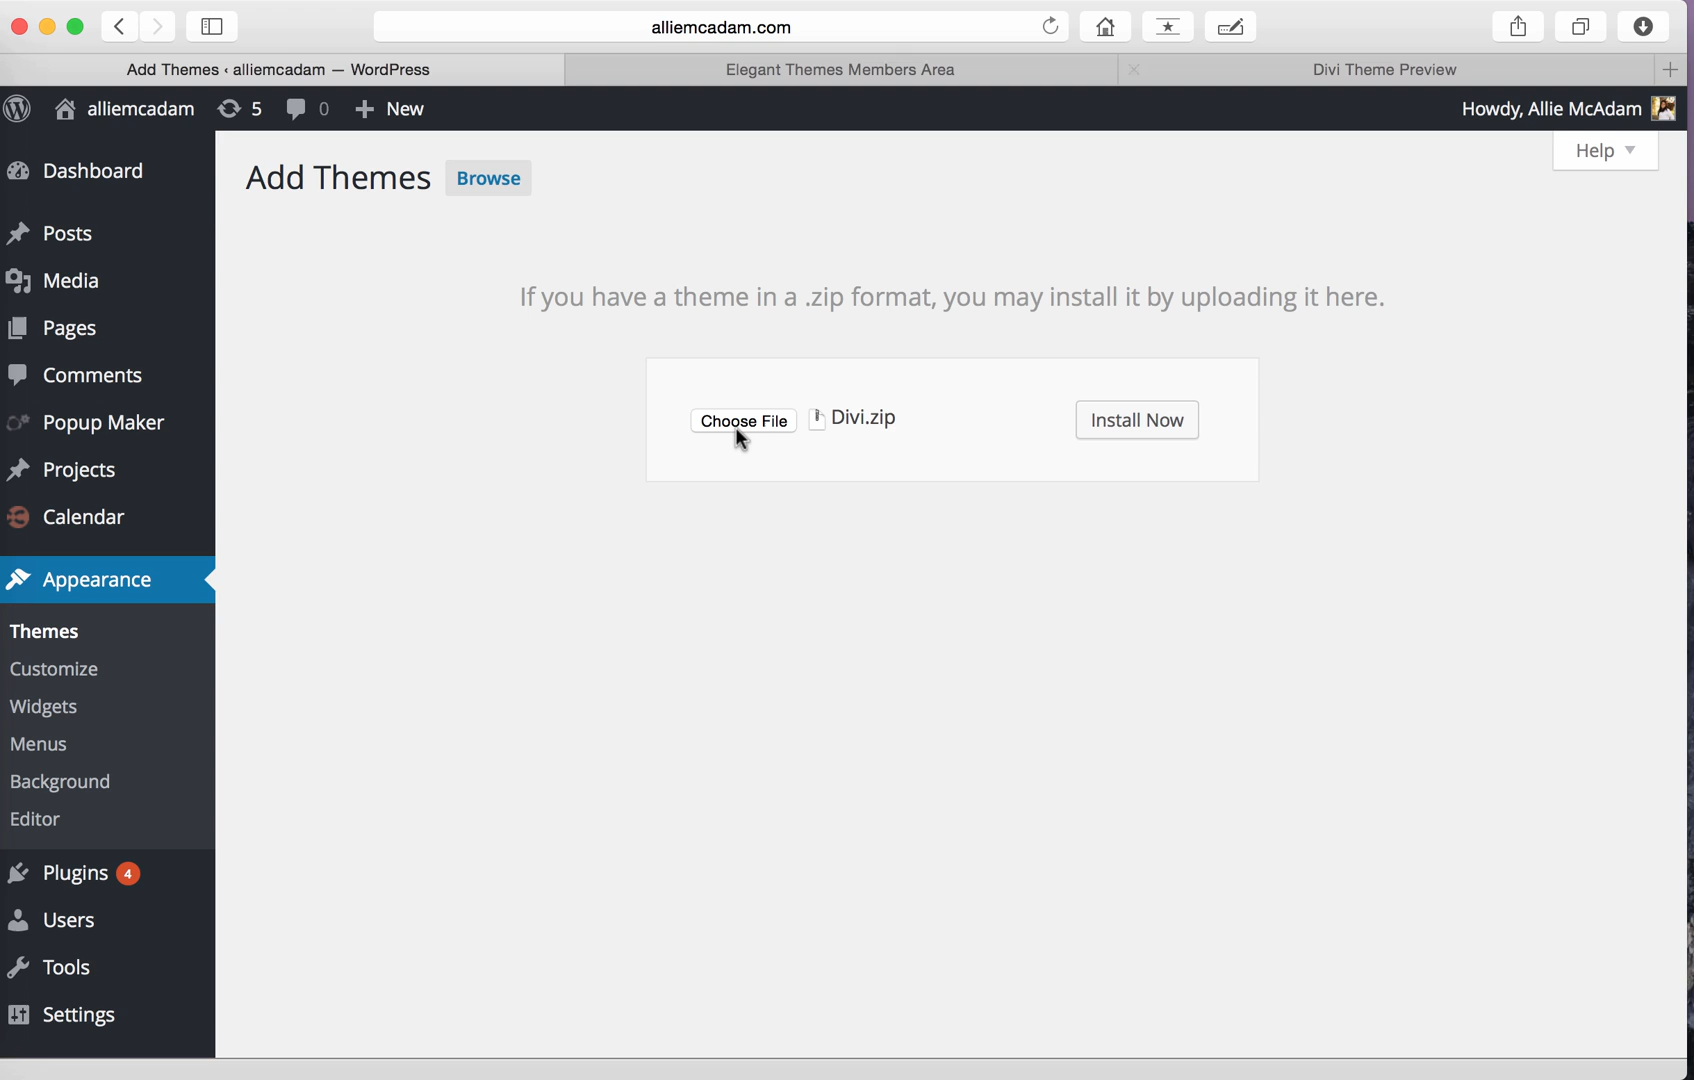 alliemcadam.com
Add Themes ‹ alliemcadam — WordPress
Elegant Themes Members Area
Divi Theme Preview
alliemcadam
5
0
New
Howdy, Allie McAdam
Help
Add Themes
Browse
Dashboard
Posts
Media
Pages
Comments
Popup Maker
Projects
Calendar
Appearance
Themes
Customize
Widgets
Menus
Background
Editor
Plugins 4
Users
Tools
Settings
If you have a theme in a .zip format, you may install it by uploading it here.
Choose File
Divi.zip
Install Now